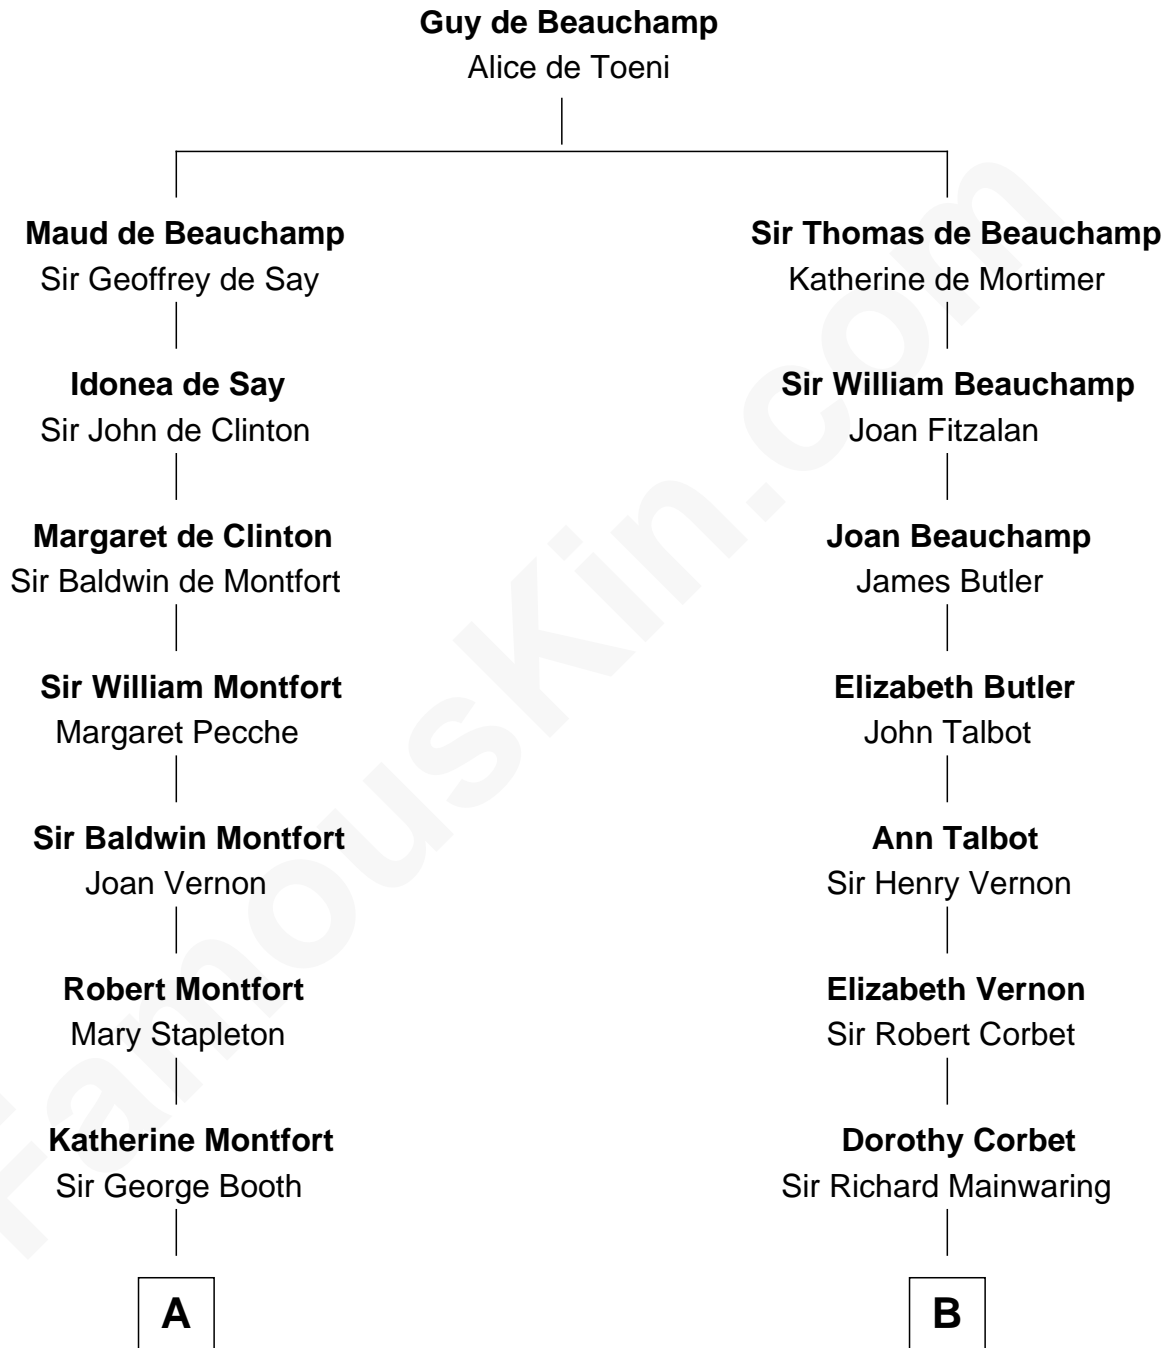 Guy de Beauchamp
Alice de Toeni
Maud de Beauchamp
Sir Geoffrey de Say
Sir Thomas de Beauchamp
Katherine de Mortimer
Idonea de Say
Sir John de Clinton
Sir William Beauchamp
Joan Fitzalan
Margaret de Clinton
Sir Baldwin de Montfort
Joan Beauchamp
James Butler
Sir William Montfort
Margaret Pecche
Elizabeth Butler
John Talbot
Sir Baldwin Montfort
Joan Vernon
Ann Talbot
Sir Henry Vernon
Robert Montfort
Mary Stapleton
Elizabeth Vernon
Sir Robert Corbet
Katherine Montfort
Sir George Booth
Dorothy Corbet
Sir Richard Mainwaring
A
B
FamousKin.com